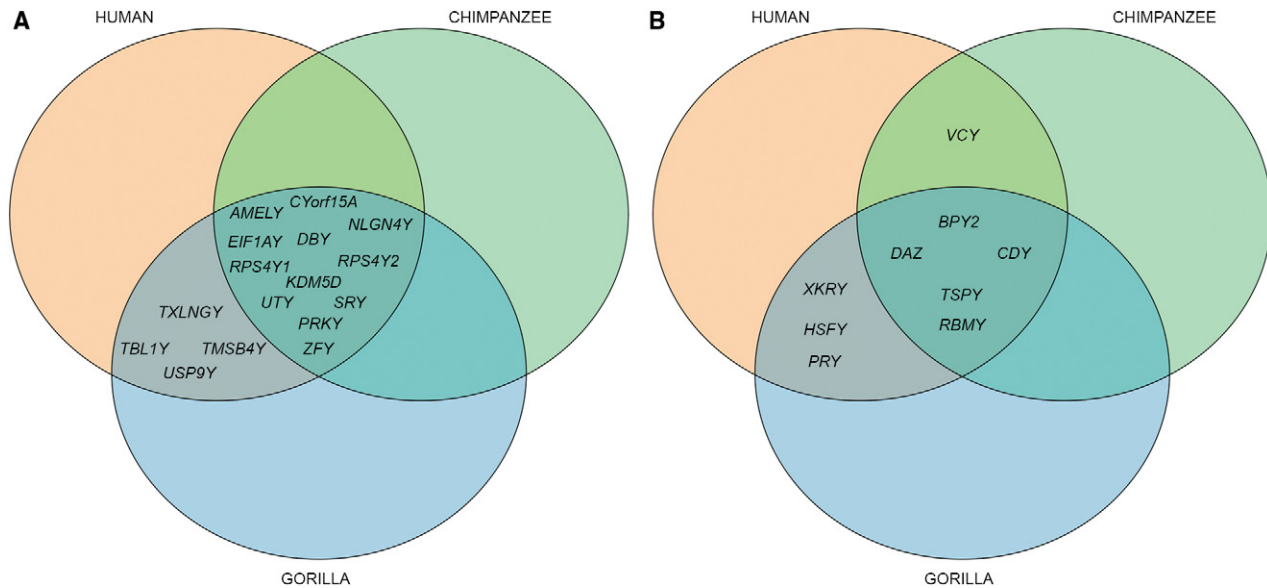 A
HUMAN
CHIMPANZEE
CYorf15A
AMELY
NLGN4Y
EIF1AY
DBY
RPS4Y1
RPS4Y2
KDM5D
UTY
SRY
TXLNGY
PRKY
TBL1Y
TMSB4Y
ZFY
USP9Y
GORILLA
B
HUMAN
CHIMPANZEE
VCY
BPY2
DAZ
CDY
XKRY
TSPY
HSFY
RBMY
PRY
GORILLA